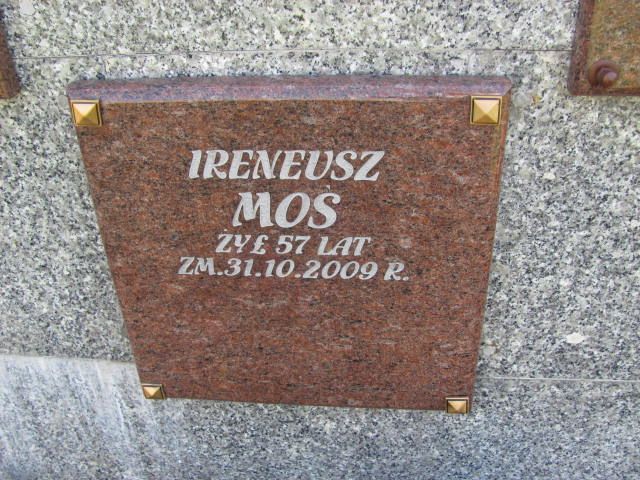 IRENEUSZ
MOŚ
ŻYŁ 57 LAT
ZM.31.10.2009 R.